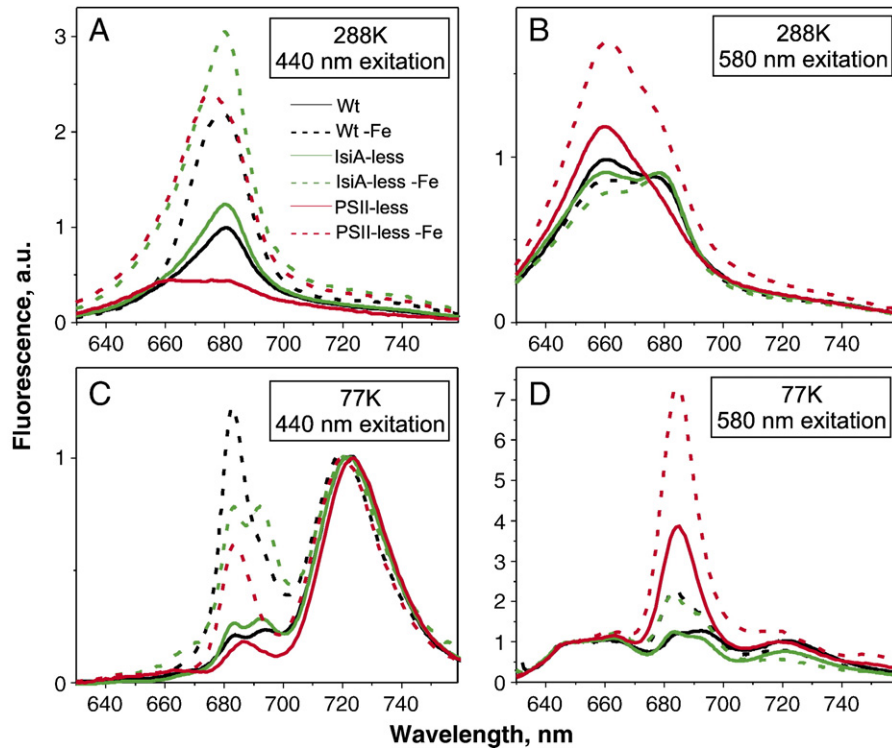 A
288K
440 nm exitation
Wt
Wt -Fe
IsiA-less
IsiA-less -Fe
PSII-less
PSII-less -Fe
3
2
1
0
640 660 680 700 720 740
B
288K
580 nm exitation
1
0
640 660 680 700 720 740
C
77K
440 nm exitation
1
0
640 660 680 700 720 740
D
77K
580 nm exitation
7
6
5
4
3
2
1
0
640 660 680 700 720 740
Fluorescence, a.u.
Wavelength, nm